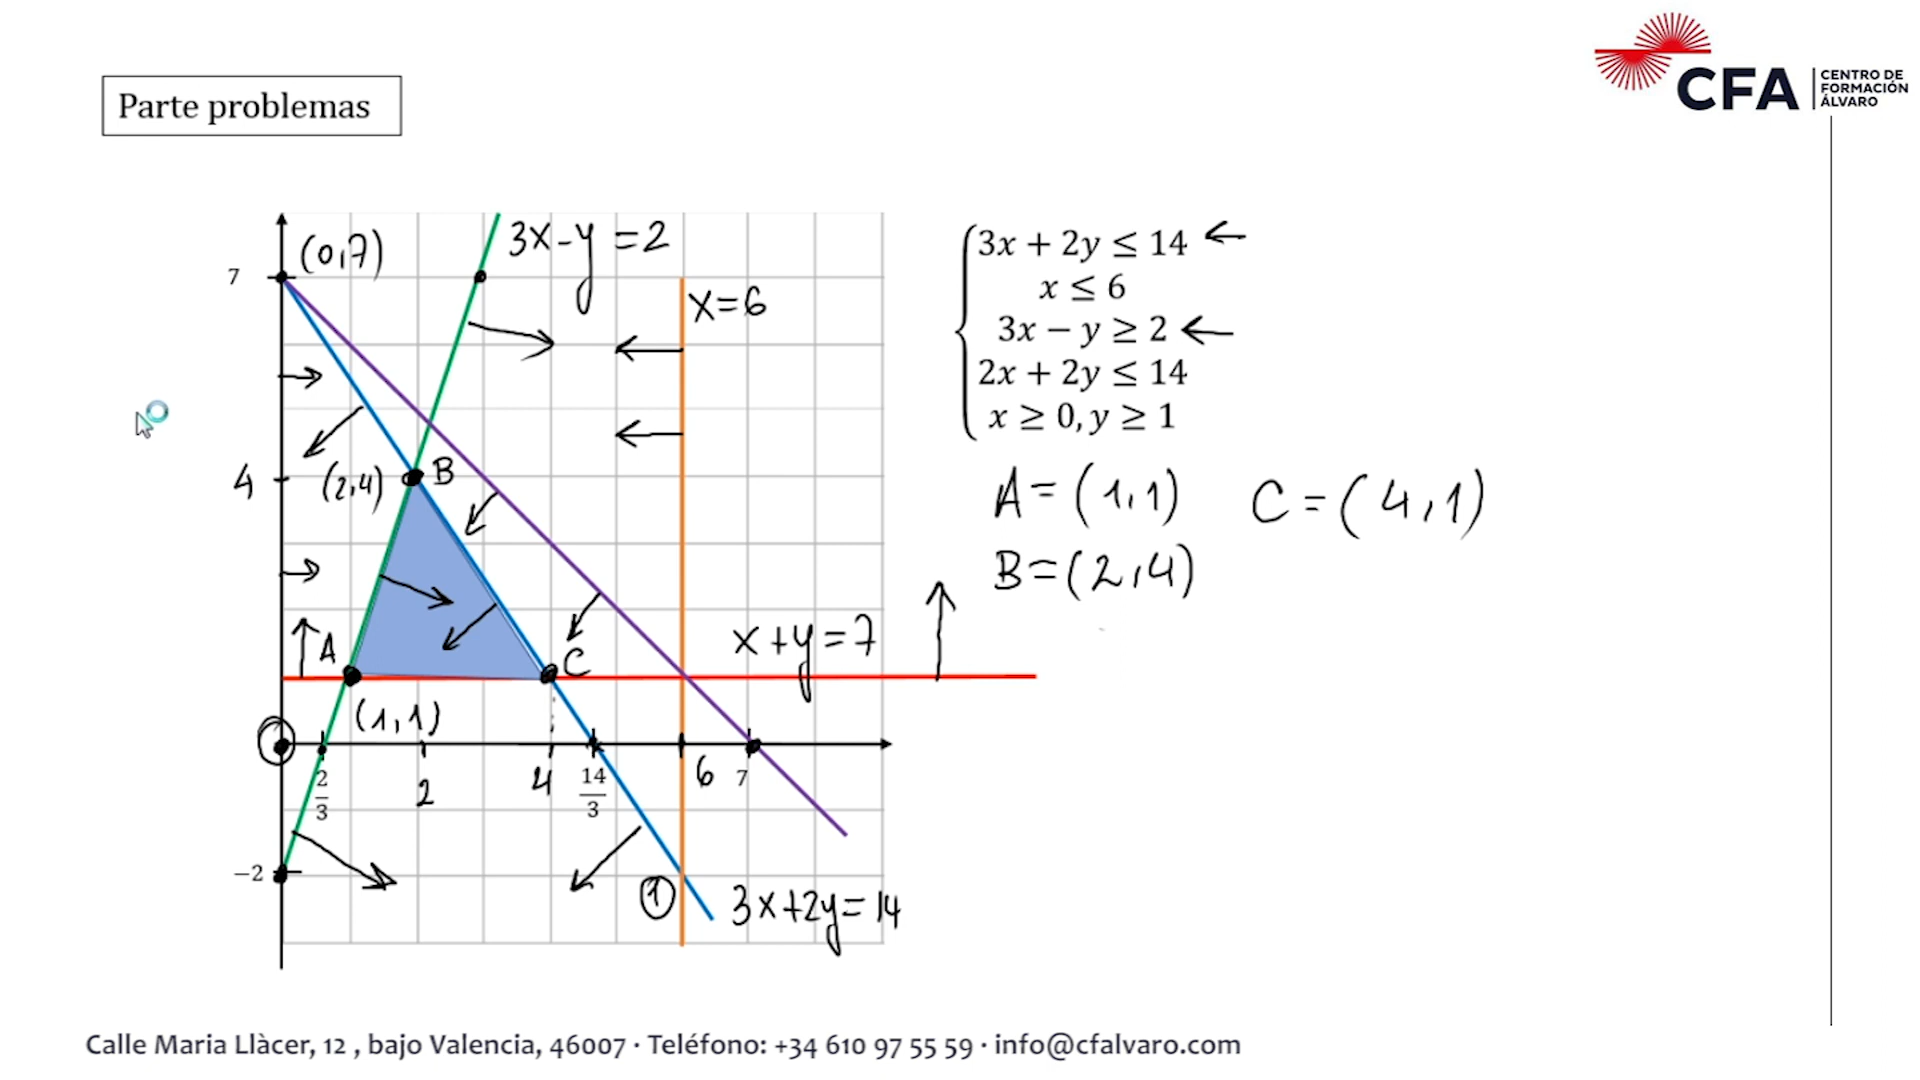 CFA
CENTRO DE
FORMACIÓN
ÁLVARO
Parte problemas
(0,7)
3x-y=2
7
x=6
3x + 2y ≤ 14 ←
x ≤ 6
3x − y ≥ 2 ←
2x + 2y ≤ 14
x ≥ 0, y ≥ 1
4
(2,4)
B
A=(1,1)
C=(4,1)
B=(2,4)
A
C
x+y=7
(1,1)
2/3
2
4
14/3
6
7
−2
1
3x+2y=14
Calle Maria Llàcer, 12 , bajo Valencia, 46007 · Teléfono: +34 610 97 55 59 · info@cfalvaro.com